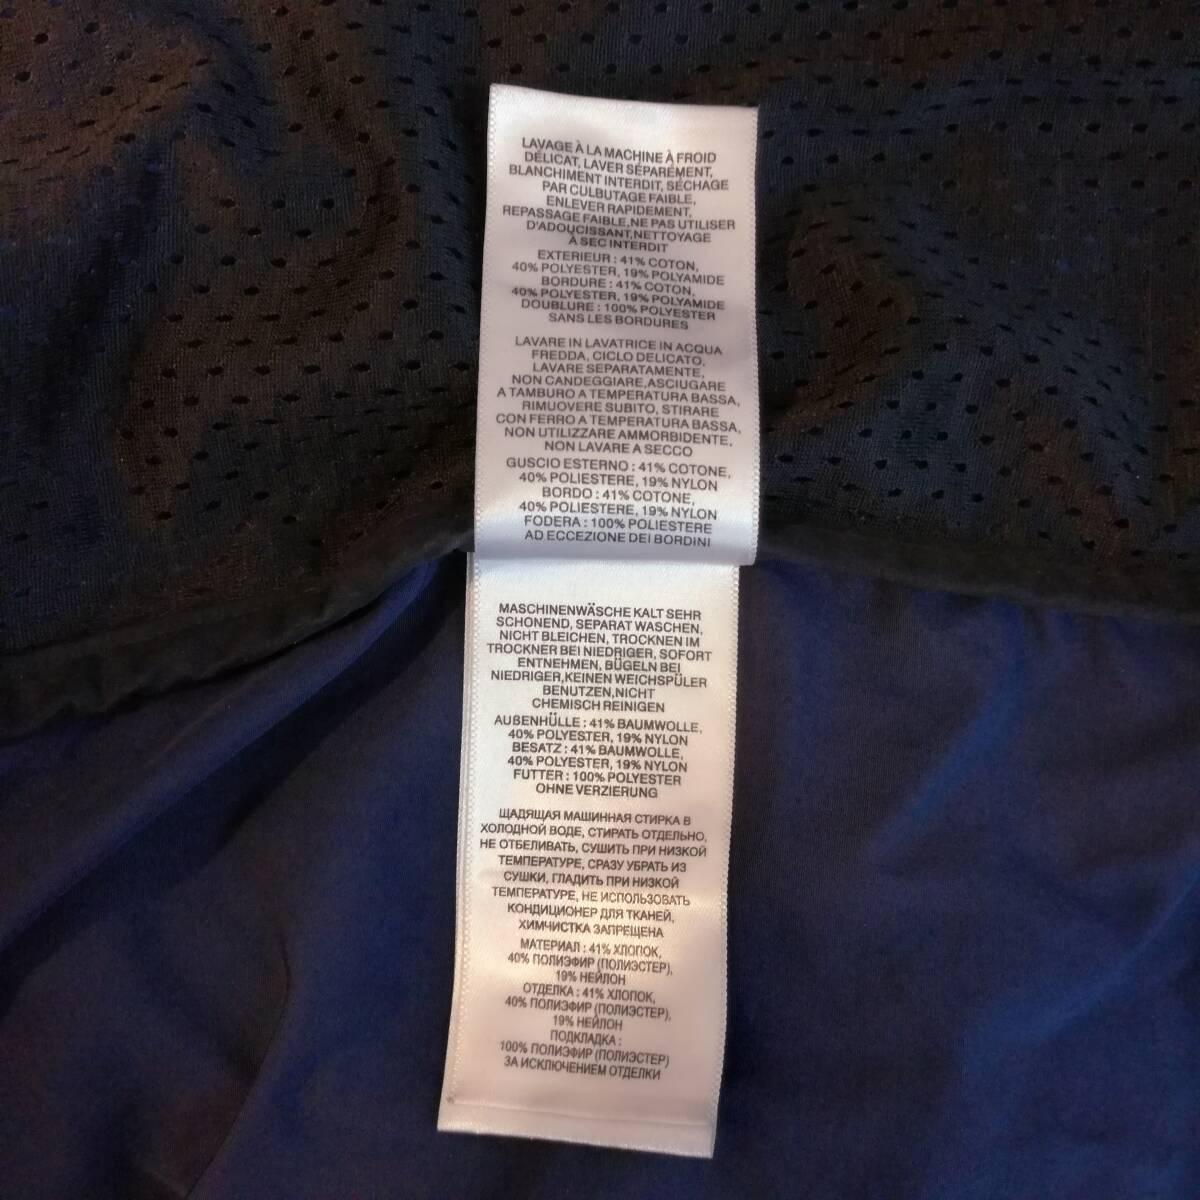 LAVAGE À LA MACHINE À FROID
DÉLICAT, LAVER SÉPARÉMENT,
BLANCHIMENT INTERDIT, SÉCHAGE
PAR CULBUTAGE FAIBLE,
ENLEVER RAPIDEMENT,
REPASSAGE FAIBLE,NE PAS UTILISER
D'ADOUCISSANT,NETTOYAGE
À SEC INTERDIT
EXTERIEUR : 41% COTON,
40% POLYESTER, 19% POLYAMIDE
BORDURE : 41% COTON,
40% POLYESTER, 19% POLYAMIDE
DOUBLURE : 100% POLYESTER
SANS LES BORDURES
LAVARE IN LAVATRICE IN ACQUA
FREDDA, CICLO DELICATO,
LAVARE SEPARATAMENTE,
NON CANDEGGIARE,ASCIUGARE
A TAMBURO A TEMPERATURA BASSA,
RIMUOVERE SUBITO, STIRARE
CON FERRO A TEMPERATURA BASSA,
NON UTILIZZARE AMMORBIDENTE,
NON LAVARE A SECCO
GUSCIO ESTERNO : 41% COTONE,
40% POLIESTERE, 19% NYLON
BORDO : 41% COTONE,
40% POLIESTERE, 19% NYLON
FODERA : 100% POLIESTERE
AD ECCEZIONE DEI BORDINI
MASCHINENWÄSCHE KALT SEHR
SCHONEND, SEPARAT WASCHEN,
NICHT BLEICHEN, TROCKNEN IM
TROCKNER BEI NIEDRIGER, SOFORT
ENTNEHMEN, BÜGELN BEI
NIEDRIGER,KEINEN WEICHSPÜLER
BENUTZEN,NICHT
CHEMISCH REINIGEN
AUßENHÜLLE : 41% BAUMWOLLE,
40% POLYESTER, 19% NYLON
BESATZ : 41% BAUMWOLLE,
40% POLYESTER, 19% NYLON
FUTTER : 100% POLYESTER
OHNE VERZIERUNG
ЩАДЯЩАЯ МАШИННАЯ СТИРКА В
ХОЛОДНОЙ ВОДЕ, СТИРАТЬ ОТДЕЛЬНО,
НЕ ОТБЕЛИВАТЬ, СУШИТЬ ПРИ НИЗКОЙ
ТЕМПЕРАТУРЕ, СРАЗУ УБРАТЬ ИЗ
СУШКИ, ГЛАДИТЬ ПРИ НИЗКОЙ
ТЕМПЕРАТУРЕ, НЕ ИСПОЛЬЗОВАТЬ
КОНДИЦИОНЕР ДЛЯ ТКАНЕЙ,
ХИМЧИСТКА ЗАПРЕЩЕНА
МАТЕРИАЛ : 41% ХЛОПОК,
40% ПОЛИЭФИР (ПОЛИЭСТЕР),
19% НЕЙЛОН
ОТДЕЛКА : 41% ХЛОПОК,
40% ПОЛИЭФИР (ПОЛИЭСТЕР),
19% НЕЙЛОН
ПОДКЛАДКА :
100% ПОЛИЭФИР (ПОЛИЭСТЕР)
ЗА ИСКЛЮЧЕНИЕМ ОТДЕЛКИ